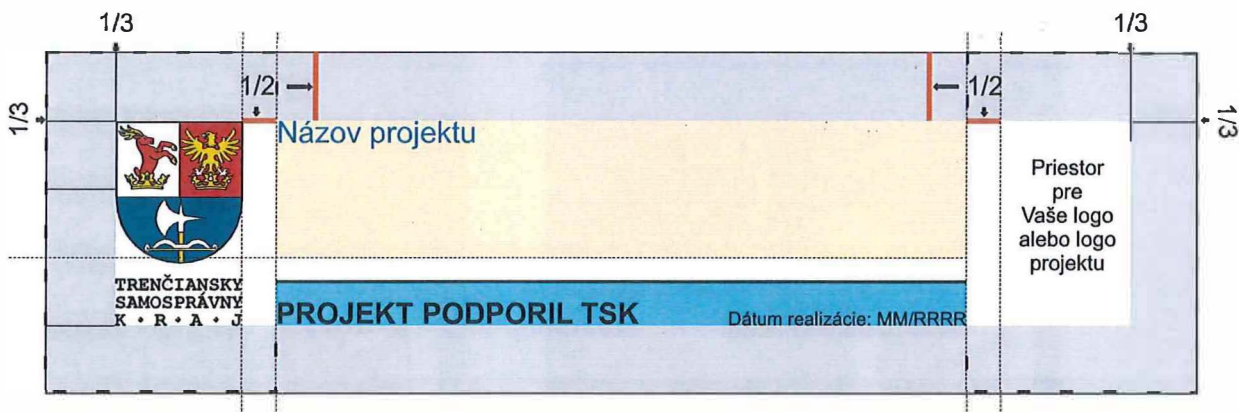 1/3
1/3
1/2
1/2
1/3
1/3
Názov projektu
Priestor
pre
Vaše logo
alebo logo
projektu
TRENČIANSKY
SAMOSPRÁVNY
K · R · A · J
PROJEKT PODPORIL TSK
Dátum realizácie: MM/RRRR